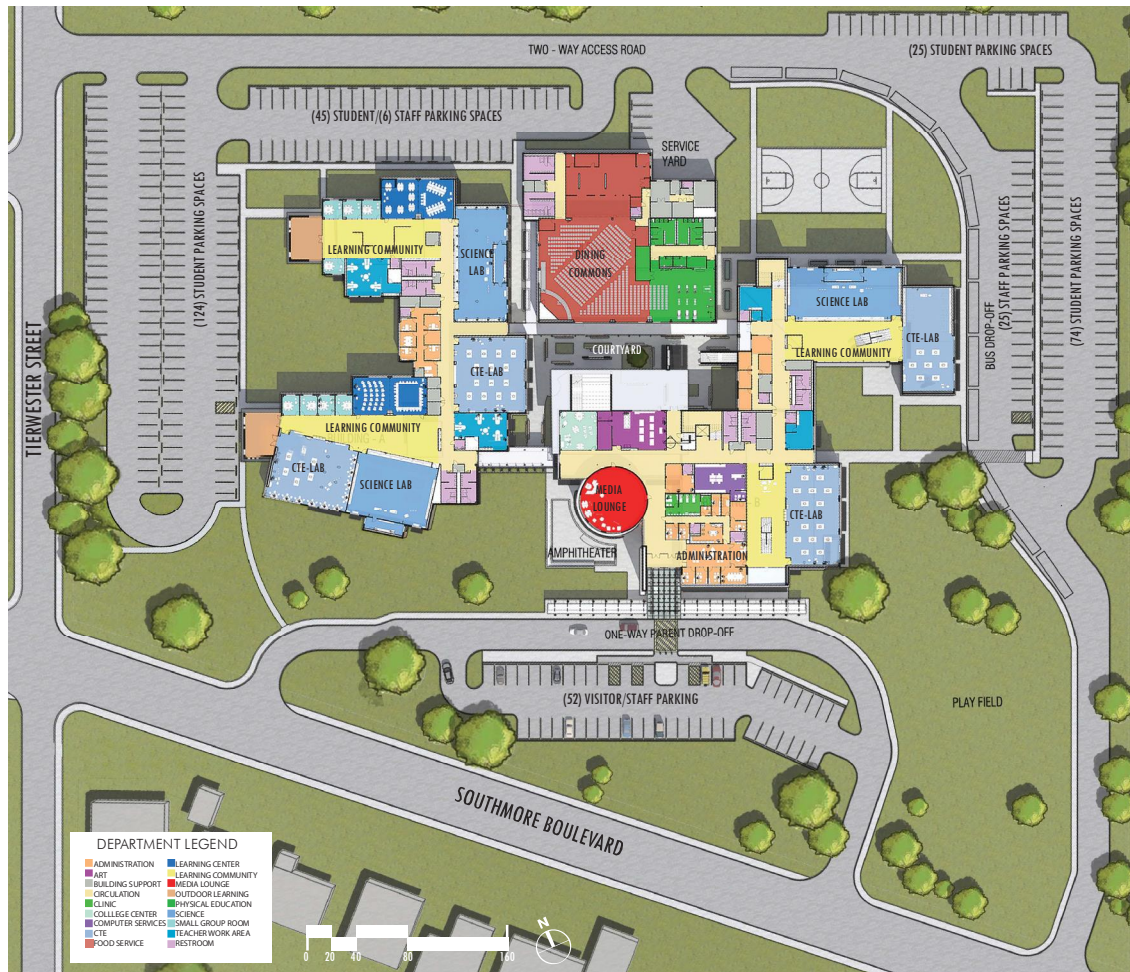 TWO - WAY ACCESS ROAD
(25) STUDENT PARKING SPACES
(45) STUDENT/(6) STAFF PARKING SPACES
SERVICE
YARD
(124) STUDENT PARKING SPACES
LEARNING COMMUNITY
SCIENCE
LAB
DINING
COMMONS
SCIENCE LAB
(25) STAFF PARKING SPACES
(74) STUDENT PARKING SPACES
BUS DROP-OFF
TIERWESTER STREET
COURTYARD
LEARNING COMMUNITY
CTE-LAB
CTE-LAB
LEARNING COMMUNITY
BUILDING - A
CTE-LAB
SCIENCE LAB
MEDIA
LOUNGE
CTE-LAB
AMPHITHEATER
ADMINISTRATION
ONE-WAY PARENT DROP-OFF
(52) VISITOR/STAFF PARKING
PLAY FIELD
SOUTHMORE BOULEVARD
DEPARTMENT LEGEND
ADMINISTRATION
ART
BUILDING SUPPORT
CIRCULATION
CLINIC
COLLLEGE CENTER
COMPUTER SERVICES
CTE
FOOD SERVICE
LEARNING CENTER
LEARNING COMMUNITY
MEDIA LOUNGE
OUTDOOR LEARNING
PHYSICAL EDUCATION
SCIENCE
SMALL GROUP ROOM
TEACHER WORK AREA
RESTROOM
0 20 40 80 160
N